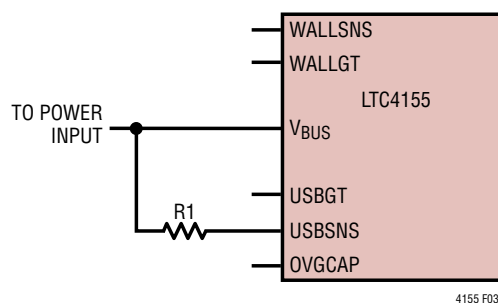 WALLSNS
WALLGT
LTC4155
TO POWER
INPUT
VBUS
USBGT
R1
USBSNS
OVGCAP
4155 F03